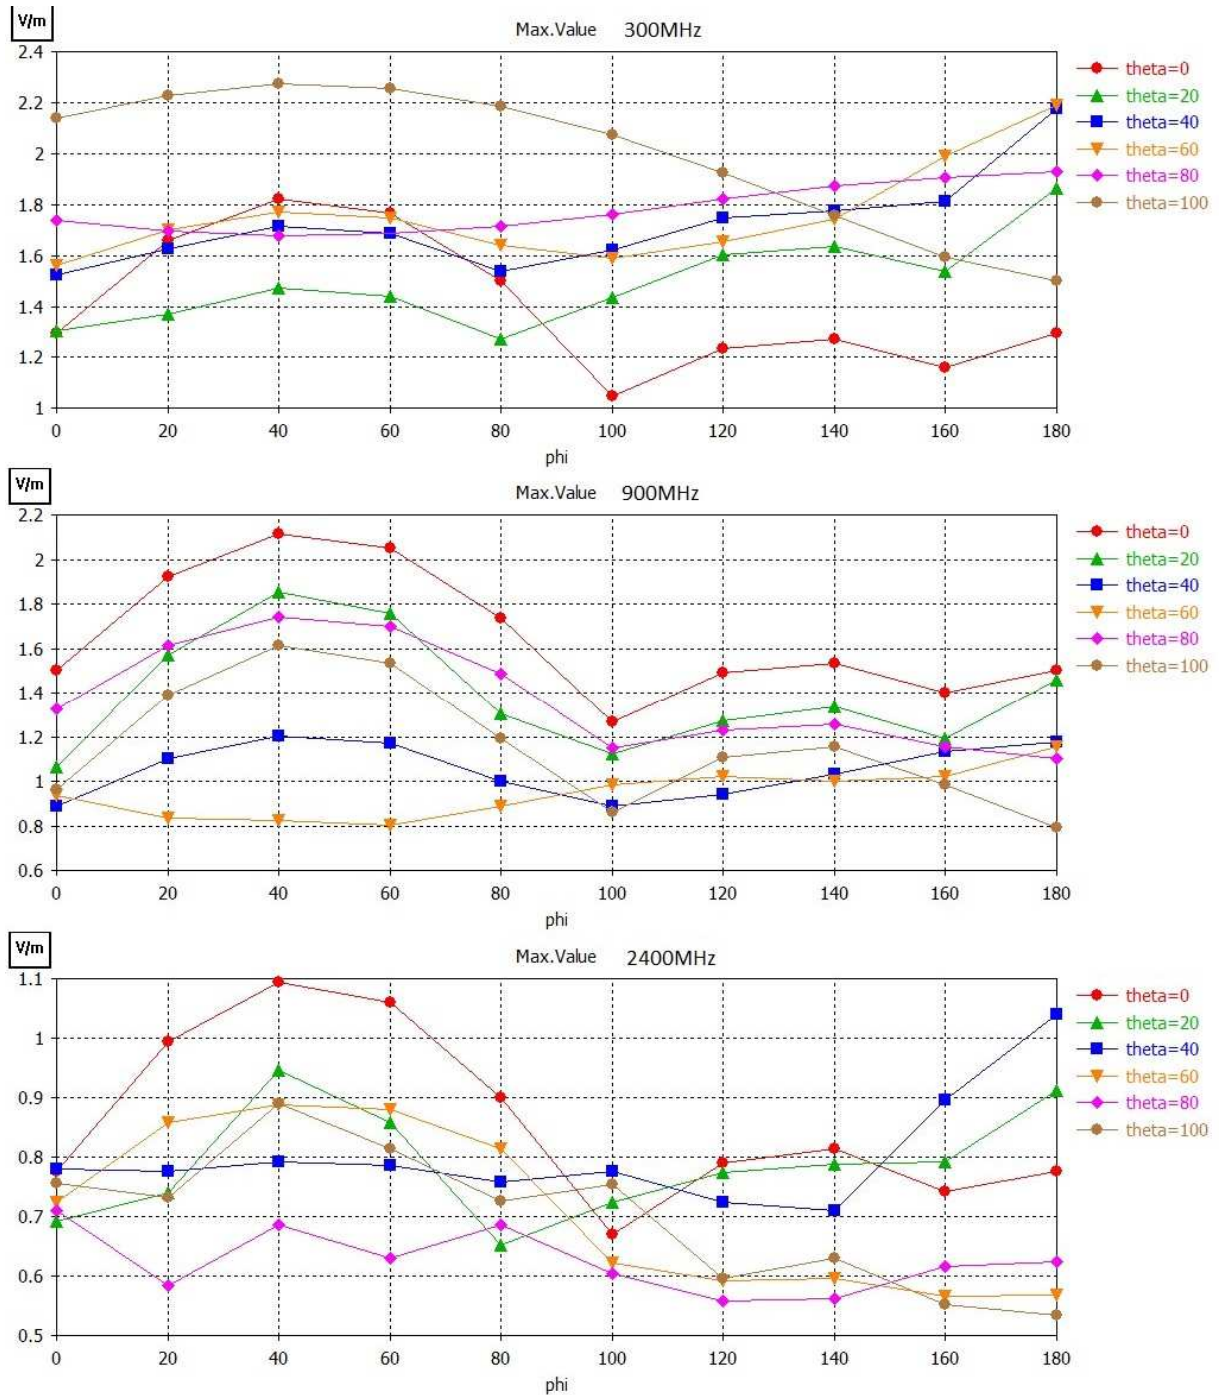 V/m
Max.Value 300MHz
2.4
2.2
2
1.8
1.6
1.4
1.2
1
0 20 40 60 80 100 120 140 160 180
phi
theta=0
theta=20
theta=40
theta=60
theta=80
theta=100
V/m
Max.Value 900MHz
2.2
2
1.8
1.6
1.4
1.2
1
0.8
0.6
0 20 40 60 80 100 120 140 160 180
phi
theta=0
theta=20
theta=40
theta=60
theta=80
theta=100
V/m
Max.Value 2400MHz
1.1
1
0.9
0.8
0.7
0.6
0.5
0 20 40 60 80 100 120 140 160 180
phi
theta=0
theta=20
theta=40
theta=60
theta=80
theta=100